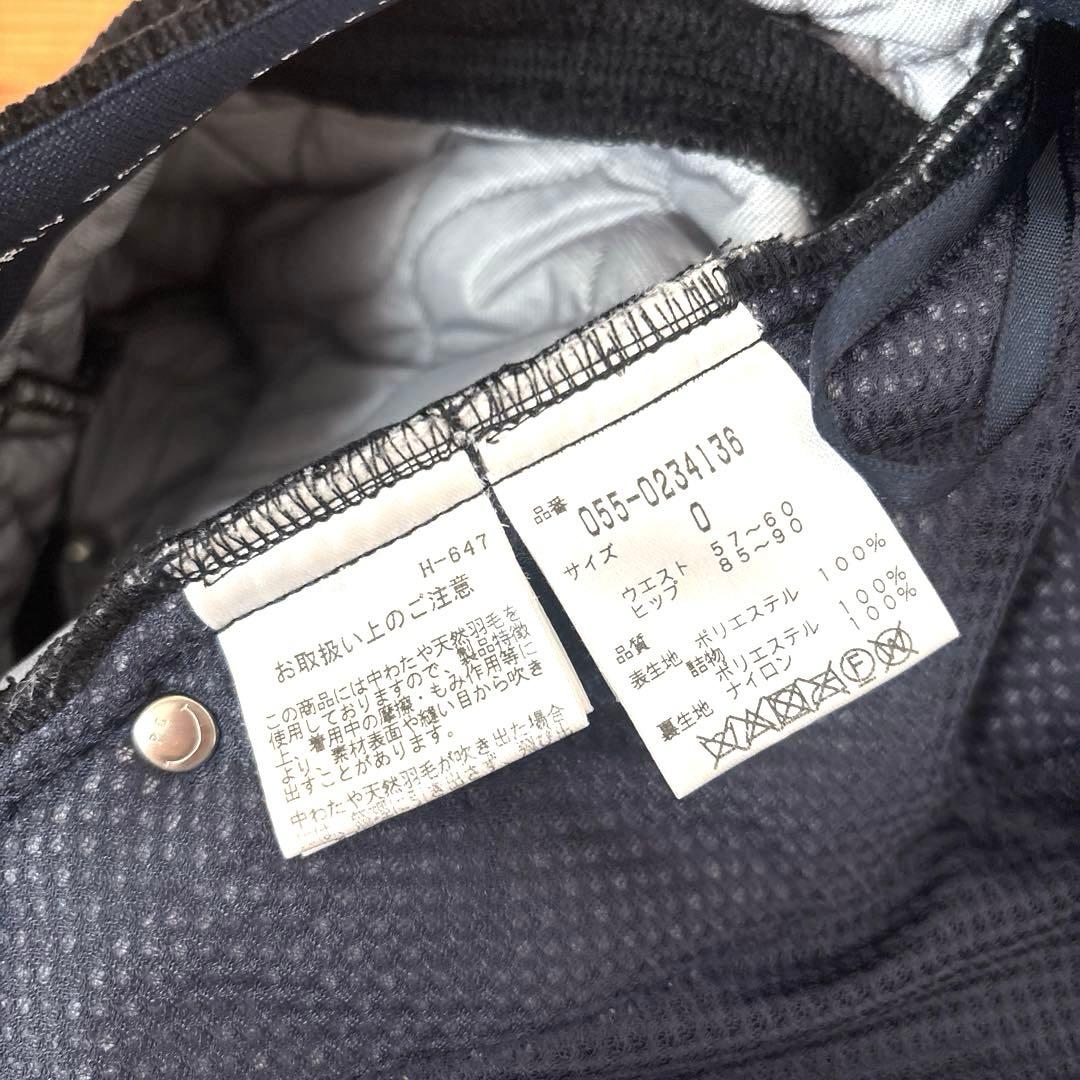 H-647
お取扱い上のご注意
この商品には中わたや天然羽毛を
使用しておりますので、製品特徴
上、着用中の摩擦・もみ作用等に
より、素材表面や縫い目から吹き
出すことがあります。
中わたや天然羽毛が吹き出た場合
品番 055-0234136
サイズ 0
ウエスト 57〜60
ヒップ 85〜90
品質
表生地 ポリエステル 100%
詰物 ポリエステル 100%
裏生地 ナイロン 100%
F